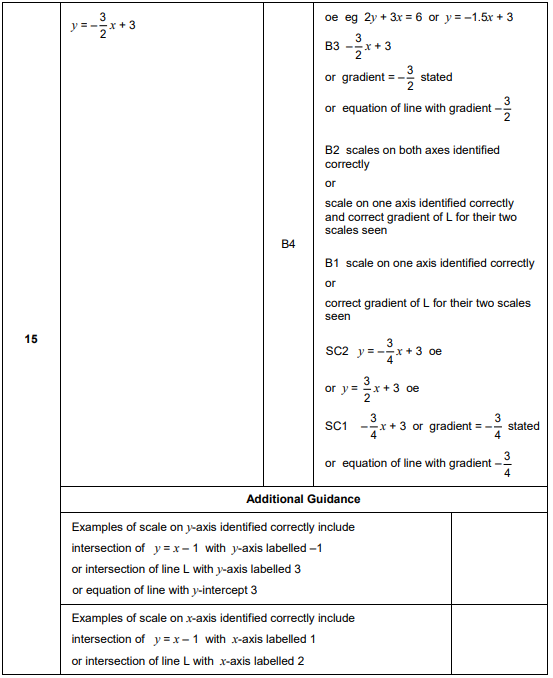 15
y = –3/2x + 3
B4
oe eg 2y + 3x = 6 or y = –1.5x + 3
B3 –3/2x + 3
or gradient = –3/2 stated
or equation of line with gradient –3/2
B2 scales on both axes identified
correctly
or
scale on one axis identified correctly
and correct gradient of L for their two
scales seen
B1 scale on one axis identified correctly
or
correct gradient of L for their two scales
seen
SC2 y = –3/4x + 3 oe
or y = 3/2x + 3 oe
SC1 –3/4x + 3 or gradient = –3/4 stated
or equation of line with gradient –3/4
Additional Guidance
Examples of scale on y-axis identified correctly include
intersection of y = x – 1 with y-axis labelled –1
or intersection of line L with y-axis labelled 3
or equation of line with y-intercept 3
Examples of scale on x-axis identified correctly include
intersection of y = x – 1 with x-axis labelled 1
or intersection of line L with x-axis labelled 2